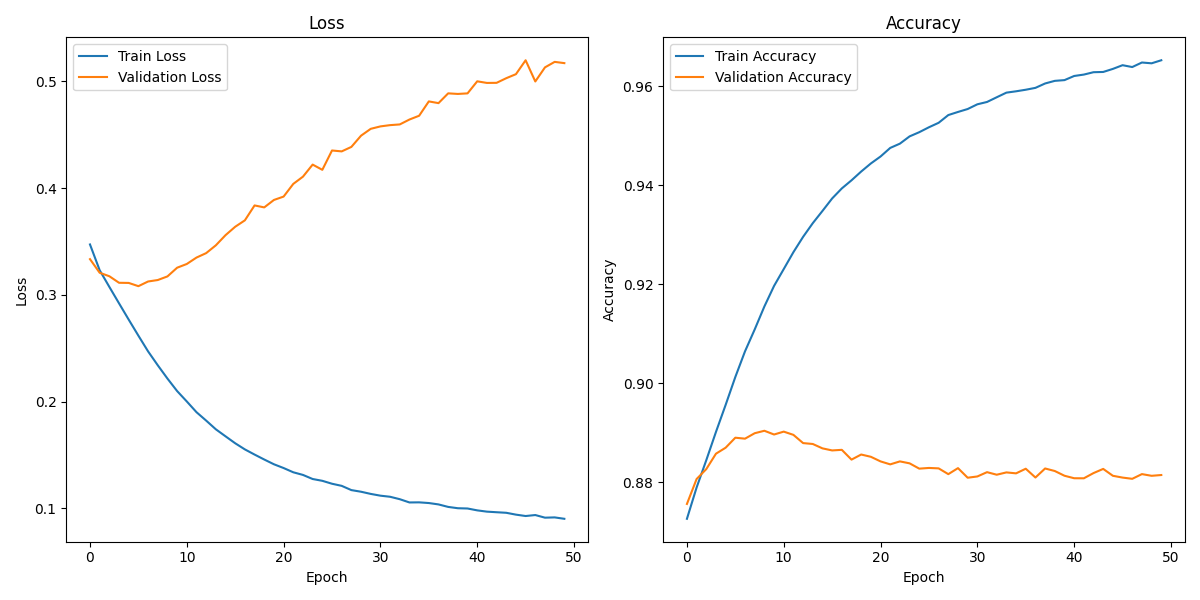 Loss
Train Loss
Validation Loss
0.5
0.4
0.3
0.2
0.1
Loss
0 10 20 30 40 50
Epoch
Accuracy
Train Accuracy
Validation Accuracy
0.96
0.94
0.92
0.90
0.88
Accuracy
0 10 20 30 40 50
Epoch